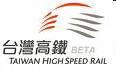 台灣高鐵 BETA
TAIWAN HIGH SPEED RAIL